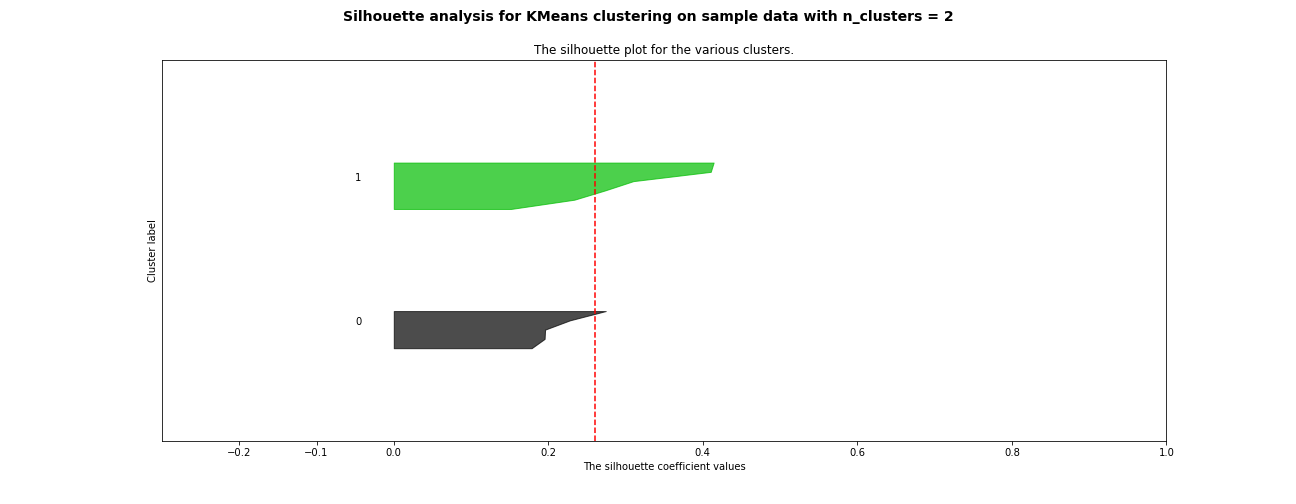 Silhouette analysis for KMeans clustering on sample data with n_clusters = 2
The silhouette plot for the various clusters.
1
0
Cluster label
−0.2 −0.1 0.0 0.2 0.4 0.6 0.8 1.0
The silhouette coefficient values